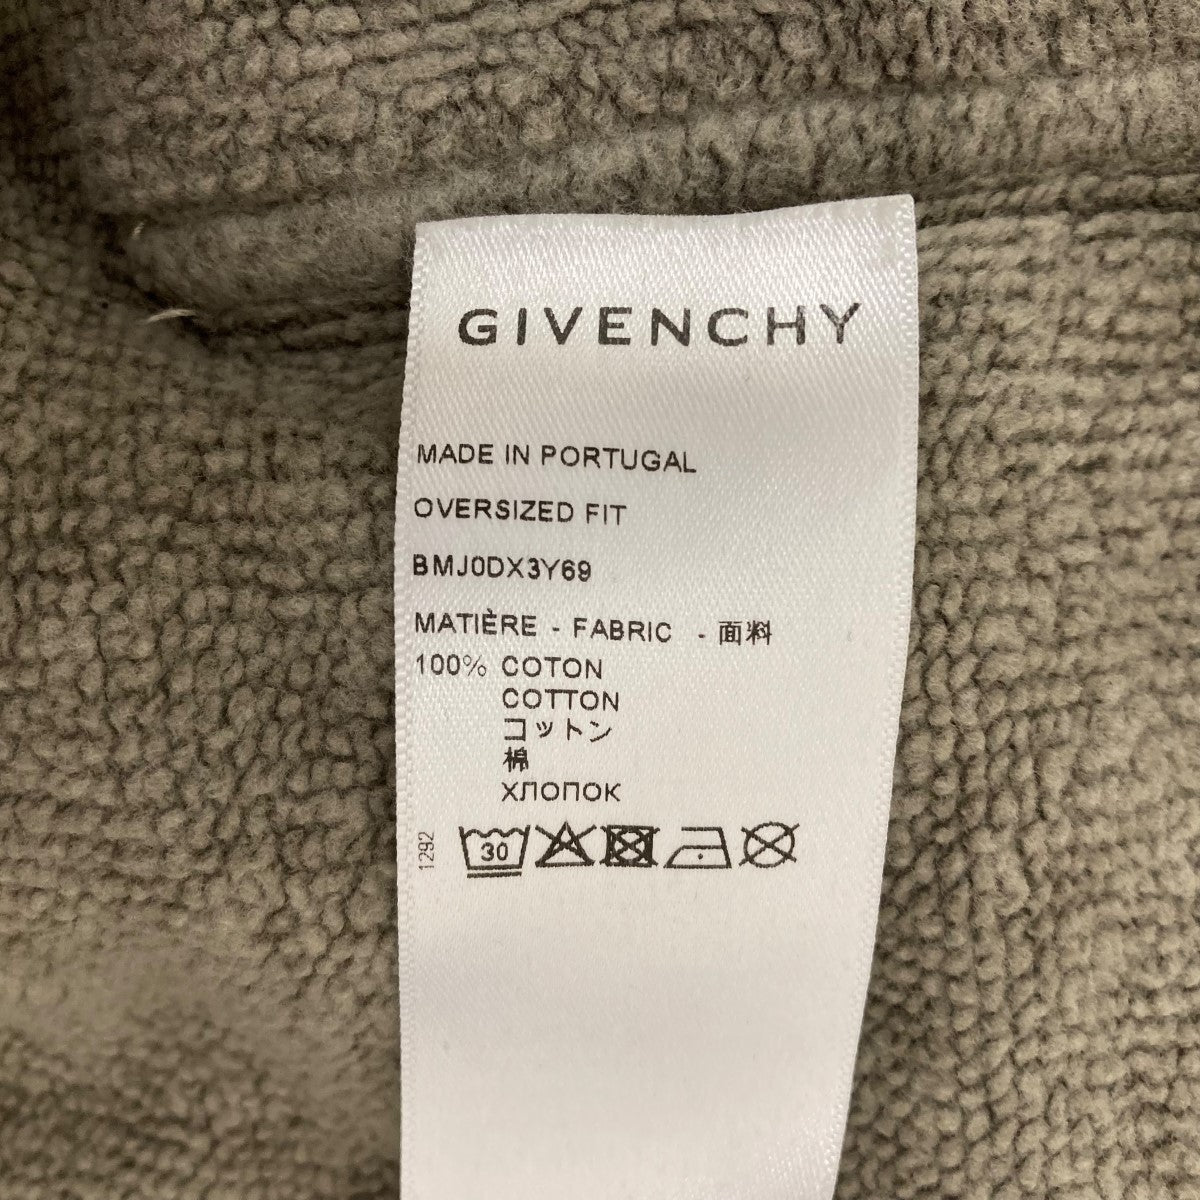 GIVENCHY
MADE IN PORTUGAL
OVERSIZED FIT
BMJ0DX3Y69
MATIÈRE - FABRIC - 面料
100% COTON
COTTON
コットン
棉
ХЛОПОК
1292
30